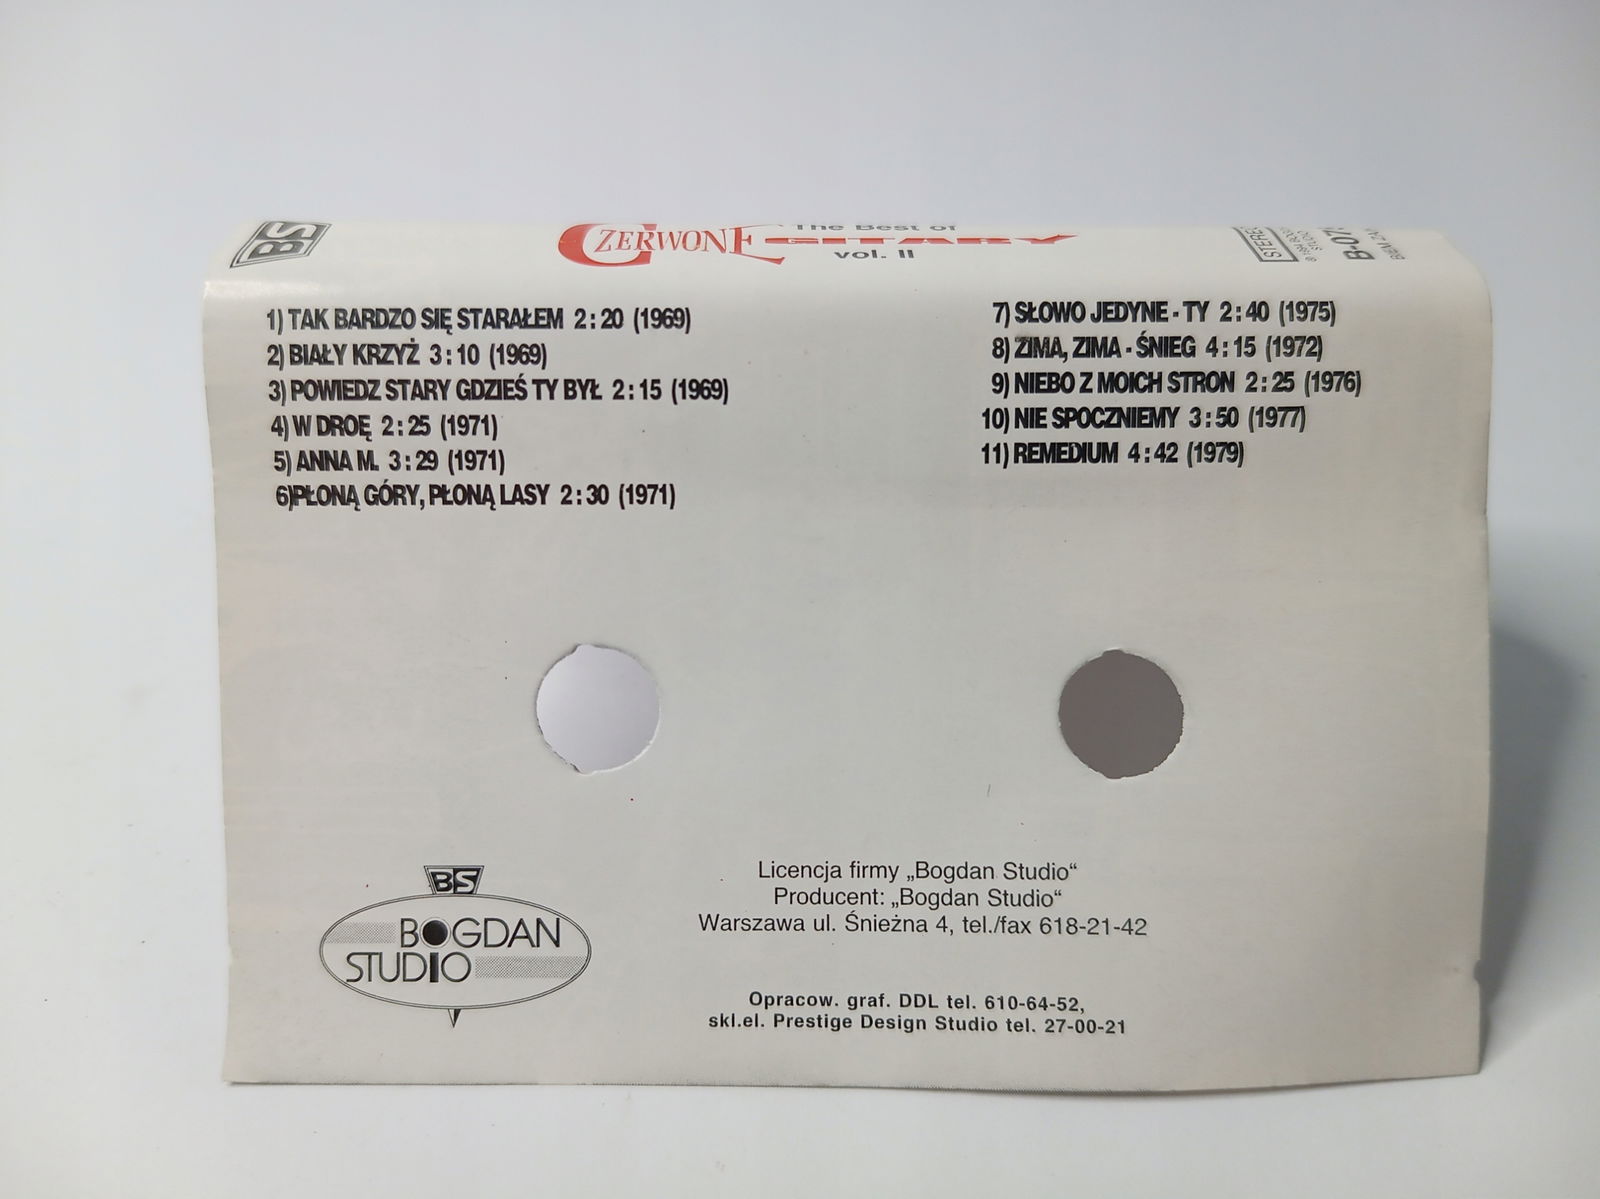 BS
The Best of
CZERWONE GITARY
vol. II
STEREO
1) TAK BARDZO SIĘ STARAŁEM 2:20 (1969)
2) BIAŁY KRZYŻ 3:10 (1969)
3) POWIEDZ STARY GDZIEŚ TY BYŁ 2:15 (1969)
4) W DROĘ 2:25 (1971)
5) ANNA M. 3:29 (1971)
6)PŁONĄ GÓRY, PŁONĄ LASY 2:30 (1971)
7) SŁOWO JEDYNE - TY 2:40 (1975)
8) ZIMA, ZIMA - ŚNIEG 4:15 (1972)
9) NIEBO Z MOICH STRON 2:25 (1976)
10) NIE SPOCZNIEMY 3:50 (1977)
11) REMEDIUM 4:42 (1979)
BS
BOGDAN
STUDIO
Licencja firmy „Bogdan Studio“
Producent: „Bogdan Studio“
Warszawa ul. Śnieżna 4, tel./fax 618-21-42
Opracow. graf. DDL tel. 610-64-52,
skl.el. Prestige Design Studio tel. 27-00-21